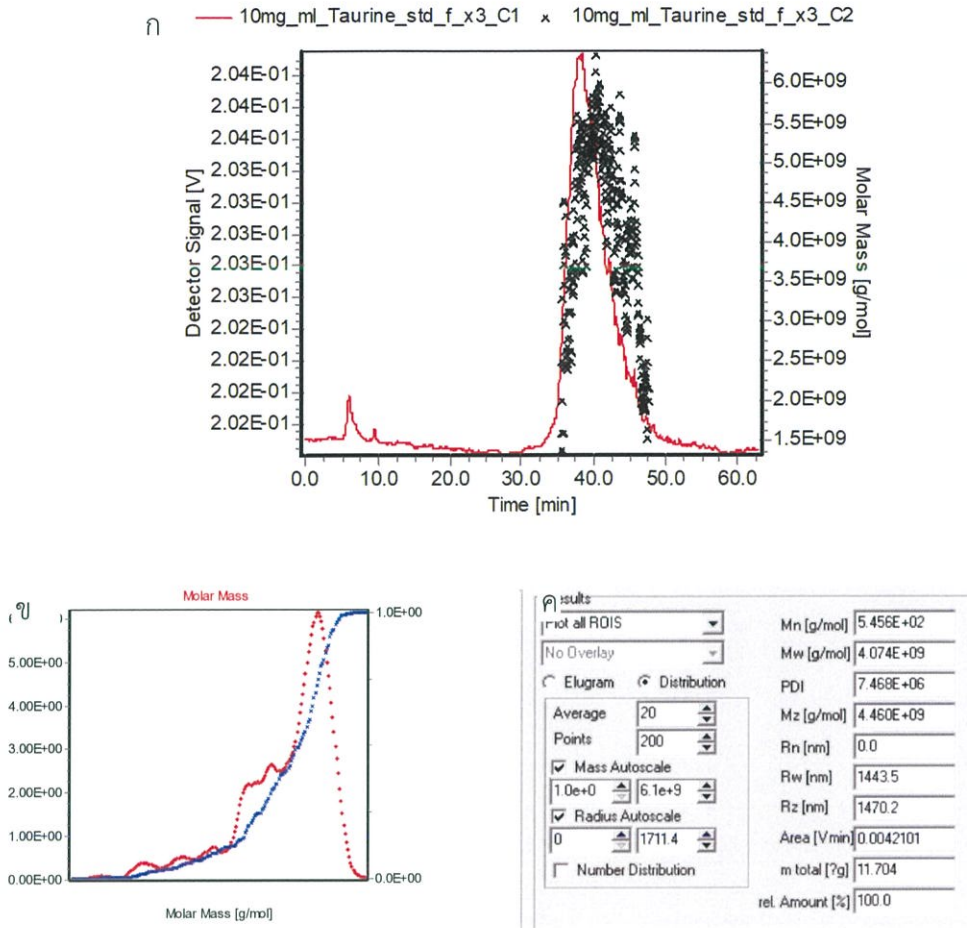 ก
10mg_ml_Taurine_std_f_x3_C1 x 10mg_ml_Taurine_std_f_x3_C2
2.04E-01
2.04E-01
2.04E-01
2.03E-01
2.03E-01
2.03E-01
2.03E-01
2.03E-01
2.02E-01
2.02E-01
2.02E-01
2.02E-01
Detector Signal [V]
6.0E+09
5.5E+09
5.0E+09
4.5E+09
4.0E+09
3.5E+09
3.0E+09
2.5E+09
2.0E+09
1.5E+09
Molar Mass [g/mol]
0.0 10.0 20.0 30.0 40.0 50.0 60.0
Time [min]
ข
Molar Mass
5.00E+00
4.00E+00
3.00E+00
2.00E+00
1.00E+00
0.00E+00
1.0E+00
0.0E+00
Molar Mass [g/mol]
ค
sults
Plot all ROIS
No Overlay
Elugram Distribution
Average 20
Points 200
Mass Autoscale
1.0e+0 6.1e+9
Radius Autoscale
0 1711.4
Number Distribution
Mn [g/mol] 5.456E+02
Mw [g/mol] 4.074E+09
PDI 7.468E+06
Mz [g/mol] 4.460E+09
Rn [nm] 0.0
Rw [nm] 1443.5
Rz [nm] 1470.2
Area [Vmin] 0.0042101
m total [?g] 11.704
rel. Amount [%] 100.0